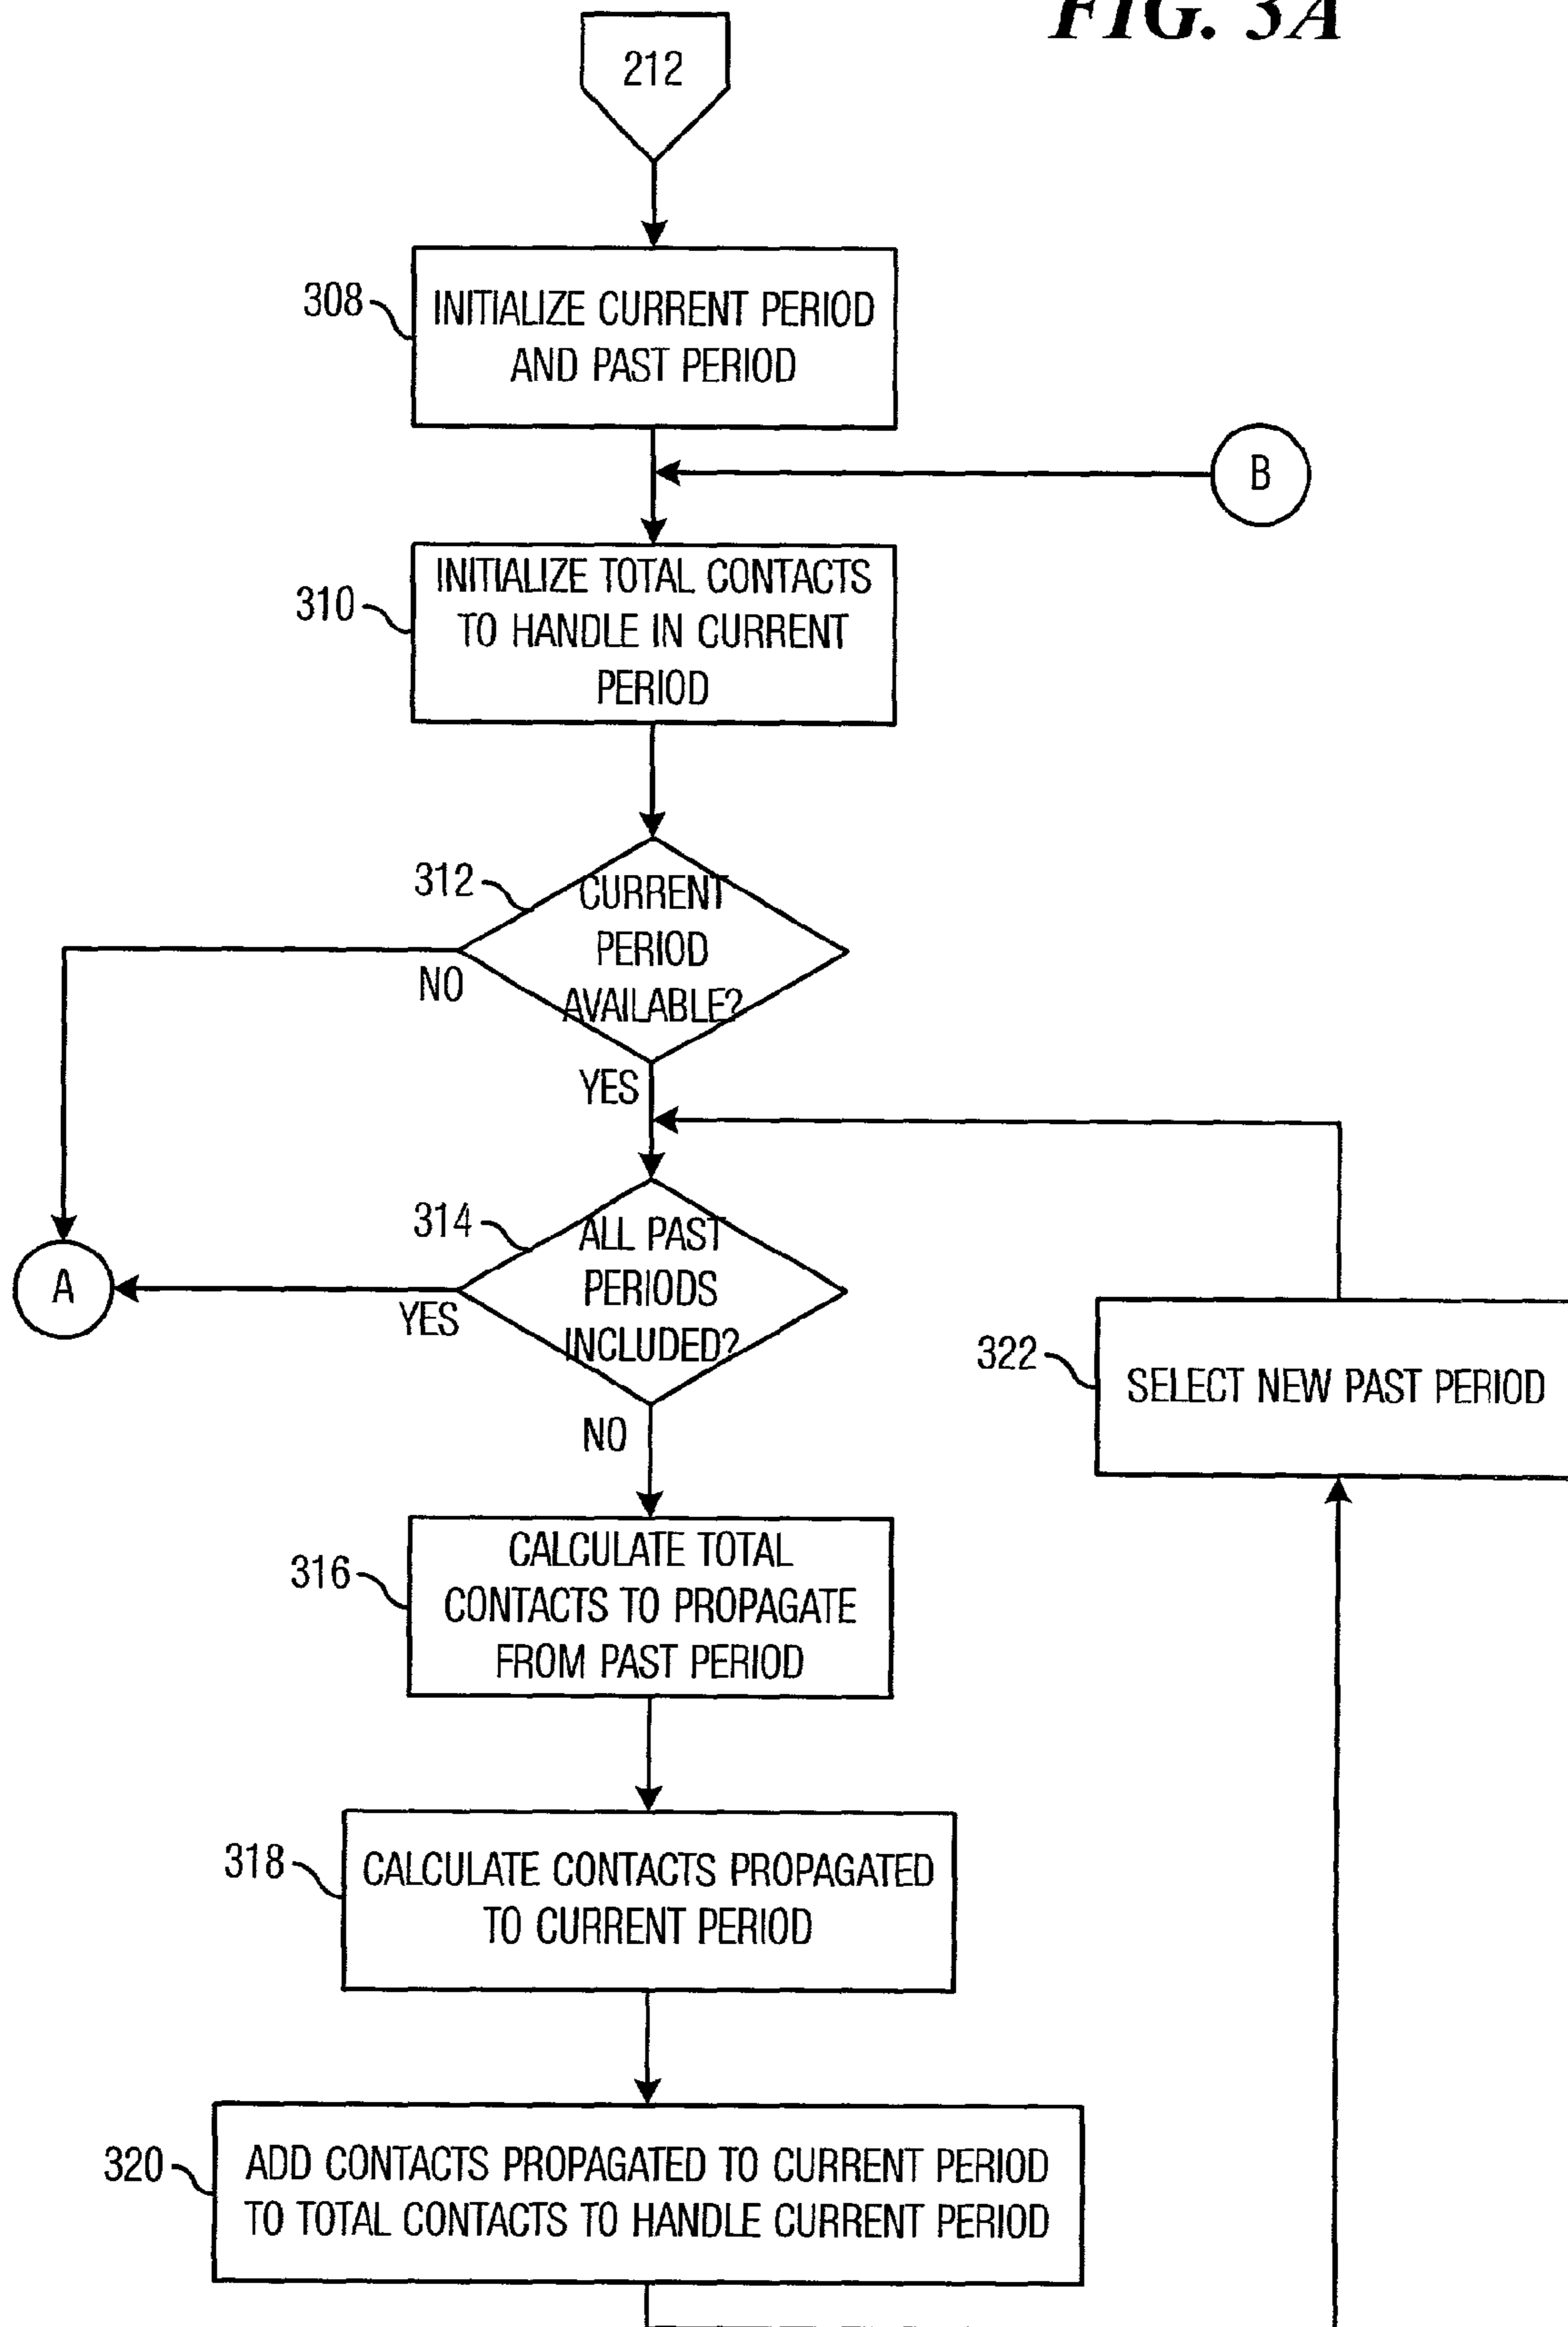 FIG. 3A
212
308
INITIALIZE CURRENT PERIOD
AND PAST PERIOD
B
310
INITIALIZE TOTAL CONTACTS
TO HANDLE IN CURRENT
PERIOD
312
CURRENT
PERIOD
AVAILABLE?
NO
YES
314
ALL PAST
PERIODS
INCLUDED?
A
YES
NO
322
SELECT NEW PAST PERIOD
316
CALCULATE TOTAL
CONTACTS TO PROPAGATE
FROM PAST PERIOD
318
CALCULATE CONTACTS PROPAGATED
TO CURRENT PERIOD
320
ADD CONTACTS PROPAGATED TO CURRENT PERIOD
TO TOTAL CONTACTS TO HANDLE CURRENT PERIOD